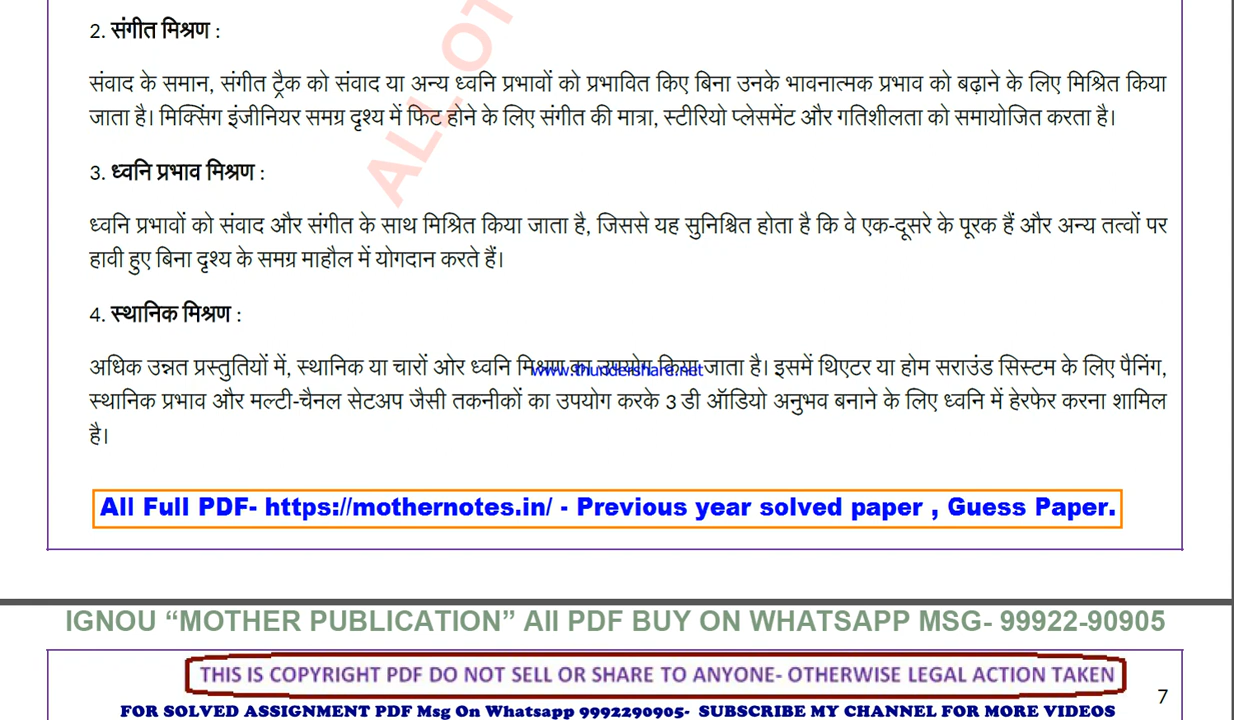 2. संगीत मिश्रण :
संवाद के समान, संगीत ट्रैक को संवाद या अन्य ध्वनि प्रभावों को प्रभावित किए बिना उनके भावनात्मक प्रभाव को बढ़ाने के लिए मिश्रित किया
जाता है। मिक्सिंग इंजीनियर समग्र दृश्य में फिट होने के लिए संगीत की मात्रा, स्टीरियो प्लेसमेंट और गतिशीलता को समायोजित करता है।
ALL OT
3. ध्वनि प्रभाव मिश्रण :
ध्वनि प्रभावों को संवाद और संगीत के साथ मिश्रित किया जाता है, जिससे यह सुनिश्चित होता है कि वे एक-दूसरे के पूरक हैं और अन्य तत्वों पर
हावी हुए बिना दृश्य के समग्र माहौल में योगदान करते हैं।
4. स्थानिक मिश्रण :
अधिक उन्नत प्रस्तुतियों में, स्थानिक या चारों ओर ध्वनि मिश्रण का उपयोग किया जाता है। इसमें थिएटर या होम सराउंड सिस्टम के लिए पैनिंग,
www.thundershare.net
स्थानिक प्रभाव और मल्टी-चैनल सेटअप जैसी तकनीकों का उपयोग करके 3 डी ऑडियो अनुभव बनाने के लिए ध्वनि में हेरफेर करना शामिल
है।
All Full PDF- https://mothernotes.in/ - Previous year solved paper , Guess Paper.
IGNOU “MOTHER PUBLICATION” All PDF BUY ON WHATSAPP MSG- 99922-90905
THIS IS COPYRIGHT PDF DO NOT SELL OR SHARE TO ANYONE- OTHERWISE LEGAL ACTION TAKEN
7
FOR SOLVED ASSIGNMENT PDF Msg On Whatsapp 9992290905- SUBSCRIBE MY CHANNEL FOR MORE VIDEOS